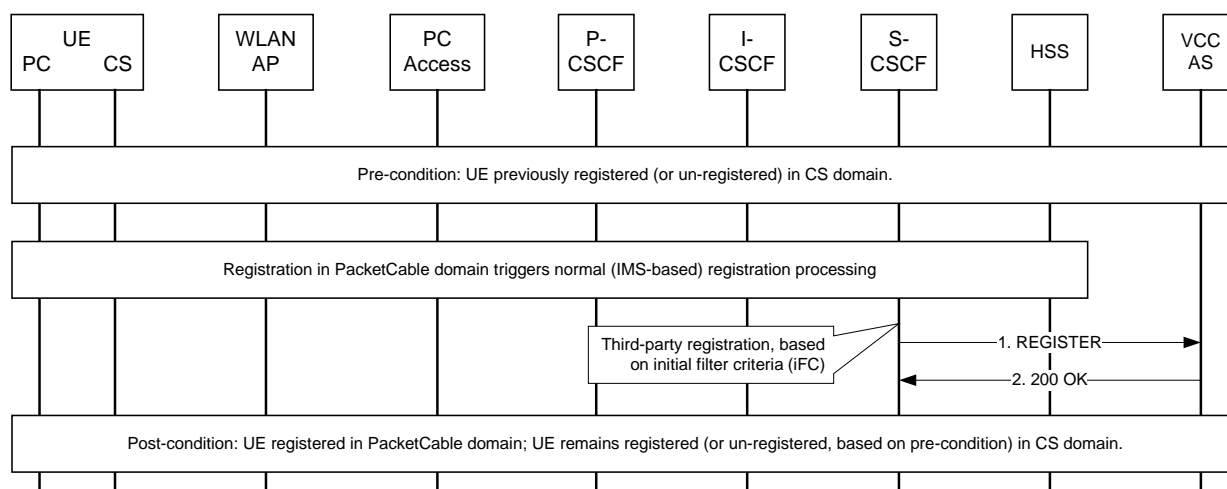 UE
PC CS
WLAN
AP
PC
Access
P-
CSCF
I-
CSCF
S-
CSCF
HSS
VCC
AS
Pre-condition: UE previously registered (or un-registered) in CS domain.
Registration in PacketCable domain triggers normal (IMS-based) registration processing
Third-party registration, based
on initial filter criteria (iFC)
1. REGISTER
2. 200 OK
Post-condition: UE registered in PacketCable domain; UE remains registered (or un-registered, based on pre-condition) in CS domain.